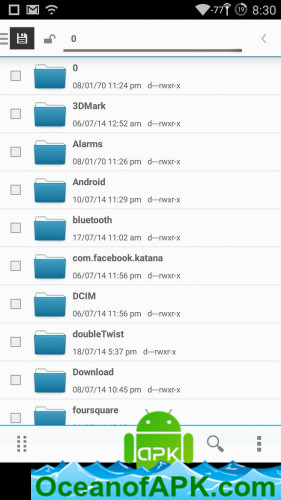 -77
19
8:30
0
0
08/01/70 11:24 pm d---rwxr-x
3DMark
06/07/14 12:52 am d---rwxr-x
Alarms
08/01/70 11:26 pm d---rwxr-x
Android
10/07/14 11:29 pm d---rwxr-x
bluetooth
17/07/14 11:02 am d---rwxr-x
com.facebook.katana
06/07/14 11:56 pm d---rwxr-x
DCIM
06/07/14 11:56 pm d---rwxr-x
doubleTwist
18/07/14 5:37 pm d---rwxr-x
Download
08/07/14 10:45 pm d---rwxr-x
foursquare
APK
OceanofAPK.com